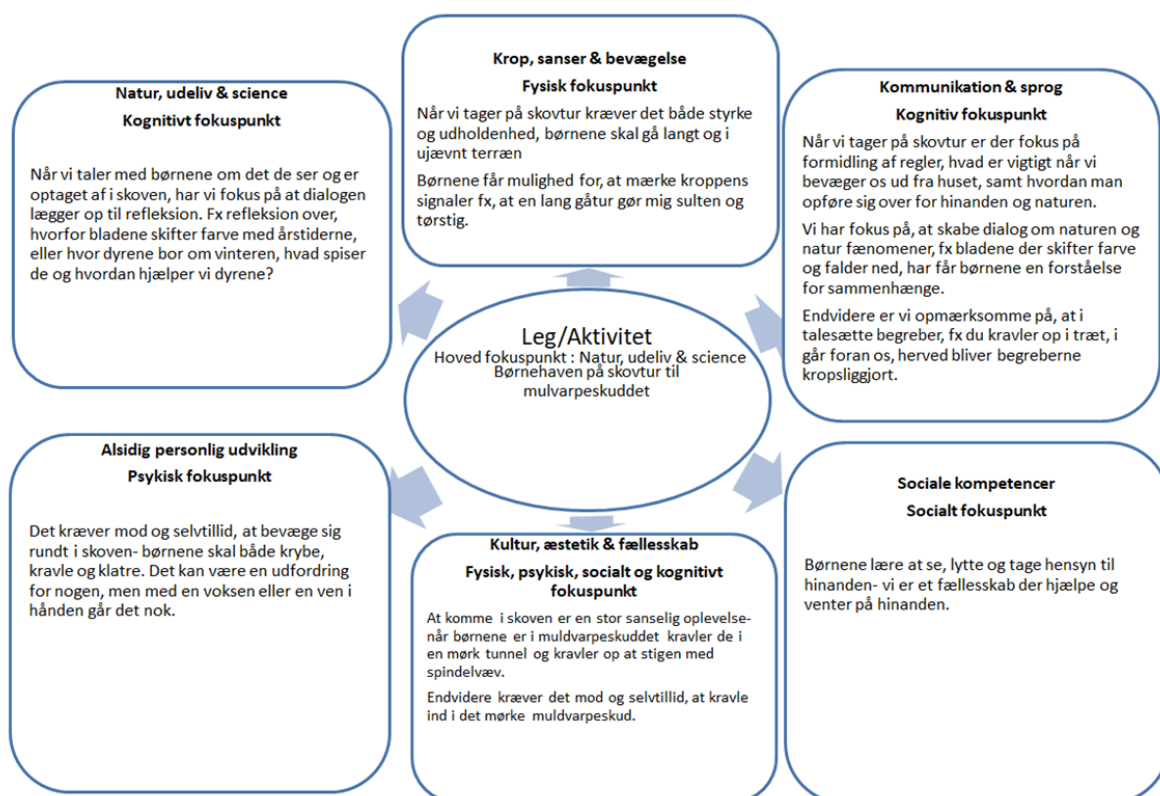 Krop, sanser & bevægelse
Fysisk fokuspunkt
Når vi tager på skovtur kræver det både styrke
og udholdenhed, børnene skal gå langt og i
ujævnt terræn
Børnene får mulighed for, at mærke kroppens
signaler fx, at en lang gåtur gør mig sulten og
tørstig.
Natur, udeliv & science
Kognitivt fokuspunkt
Når vi taler med børnene om det de ser og er
optaget af i skoven, har vi fokus på at dialogen
lægger op til refleksion. Fx refleksion over,
hvorfor bladene skifter farve med årstiderne,
eller hvor dyrene bor om vinteren, hvad spiser
de og hvordan hjælper vi dyrene?
Kommunikation & sprog
Kognitiv fokuspunkt
Når vi tager på skovtur er der fokus på
formidling af regler, hvad er vigtigt når vi
bevæger os ud fra huset, samt hvordan man
opføre sig over for hinanden og naturen.
Vi har fokus på, at skabe dialog om naturen og
natur fænomener, fx bladene der skifter farve
og falder ned, har får børnene en forståelse
for sammenhænge.
Endvidere er vi opmærksomme på, at i
talesætte begreber, fx du kravler op i træt, i
går foran os, herved bliver begreberne
kropsliggjort.
Leg/Aktivitet
Hoved fokuspunkt : Natur, udeliv & science
Børnehaven på skovtur til
mulvarpeskuddet
Alsidig personlig udvikling
Psykisk fokuspunkt
Det kræver mod og selvtillid, at bevæge sig
rundt i skoven- børnene skal både krybe,
kravle og klatre. Det kan være en udfordring
for nogen, men med en voksen eller en ven i
hånden går det nok.
Kultur, æstetik & fællesskab
Fysisk, psykisk, socialt og kognitivt
fokuspunkt
At komme i skoven er en stor sanselig oplevelse-
når børnene er i muldvarpeskuddet kravler de i
en mørk tunnel og kravler op at stigen med
spindelvæv.
Endvidere kræver det mod og selvtillid, at kravle
ind i det mørke muldvarpeskud.
Sociale kompetencer
Socialt fokuspunkt
Børnene lære at se, lytte og tage hensyn til
hinanden- vi er et fællesskab der hjælpe og
venter på hinanden.